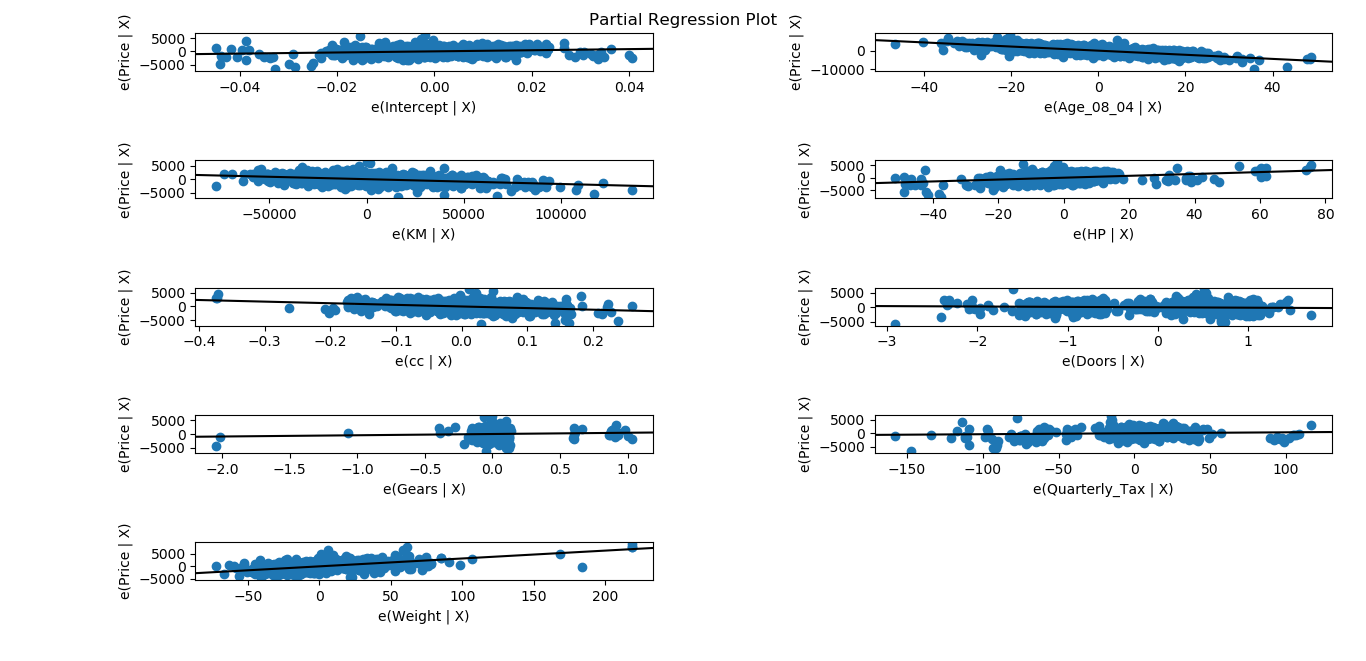 Partial Regression Plot
e(Price | X)
5000
0
−5000
−0.04 −0.02 0.00 0.02 0.04
e(Intercept | X)
e(Price | X)
0
−10000
−40 −20 0 20 40
e(Age_08_04 | X)
e(Price | X)
5000
0
−5000
−50000 0 50000 100000
e(KM | X)
e(Price | X)
5000
0
−5000
−40 −20 0 20 40 60 80
e(HP | X)
e(Price | X)
5000
0
−5000
−0.4 −0.3 −0.2 −0.1 0.0 0.1 0.2
e(cc | X)
e(Price | X)
5000
0
−5000
−3 −2 −1 0 1
e(Doors | X)
e(Price | X)
5000
0
−5000
−2.0 −1.5 −1.0 −0.5 0.0 0.5 1.0
e(Gears | X)
e(Price | X)
5000
0
−5000
−150 −100 −50 0 50 100
e(Quarterly_Tax | X)
e(Price | X)
5000
0
−5000
−50 0 50 100 150 200
e(Weight | X)